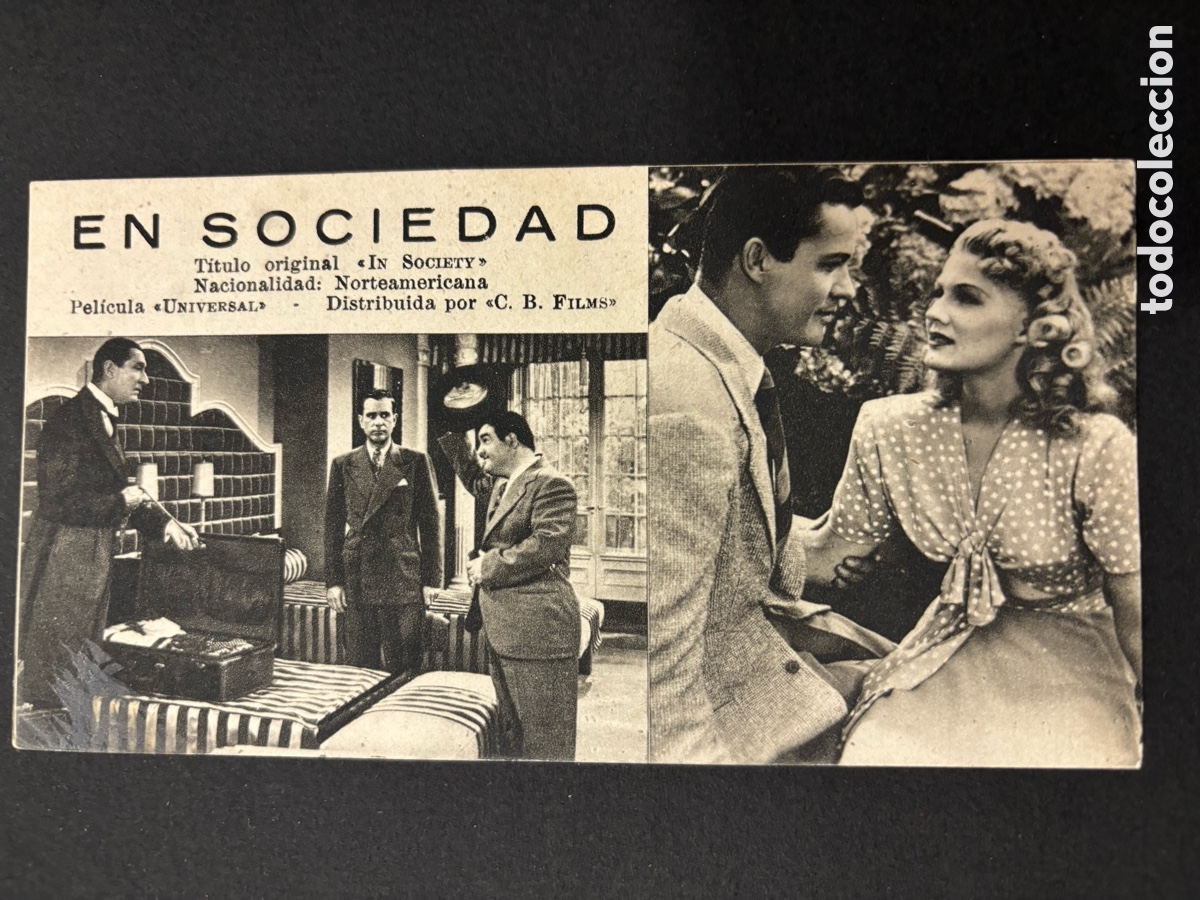 EN SOCIEDAD
Título original «IN SOCIETY»
Nacionalidad: Norteamericana
Película «UNIVERSAL» - Distribuida por «C. B. FILMS»
todocoleccion